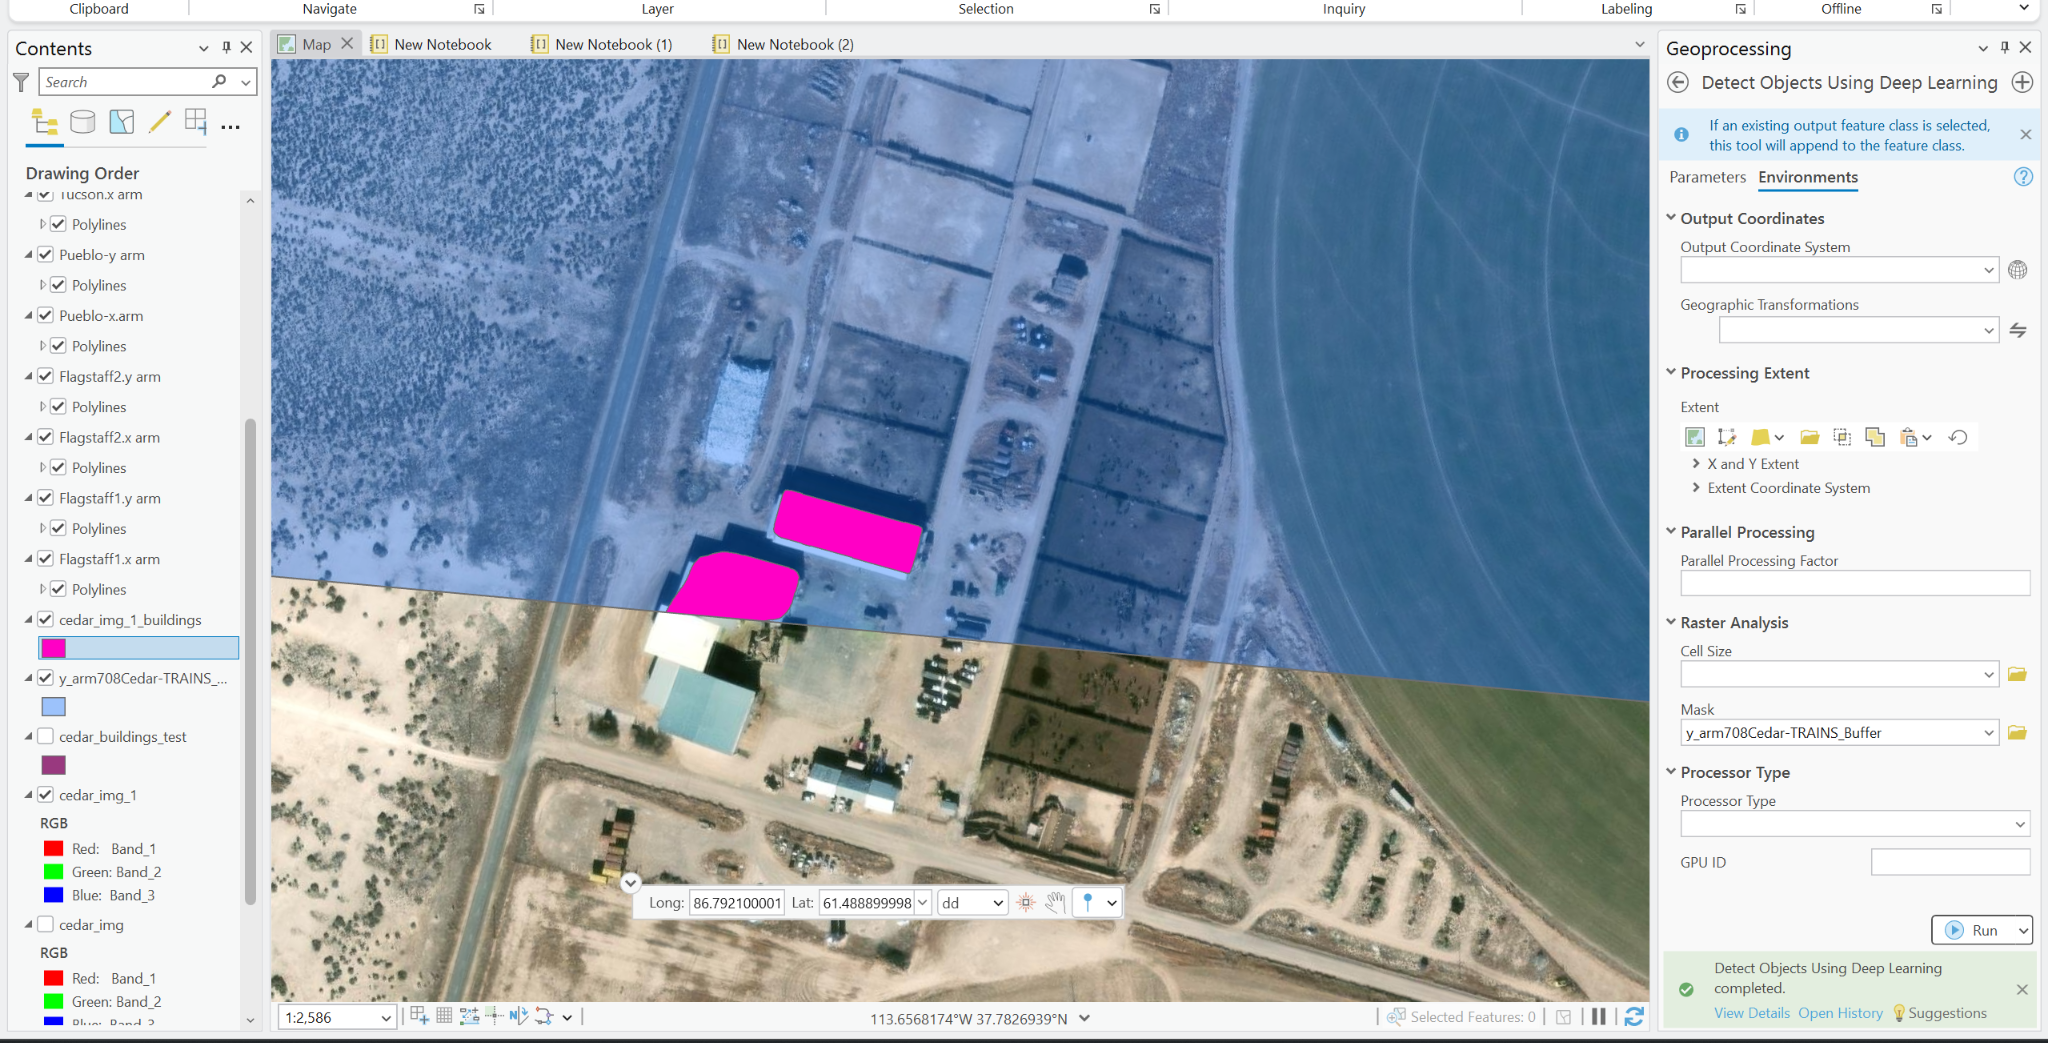 Clipboard
Navigate
Layer
Selection
Inquiry
Labeling
Offline
Contents
Search
Drawing Order
Tucson.x arm
Polylines
Pueblo-y arm
Polylines
Pueblo-x.arm
Polylines
Flagstaff2.y arm
Polylines
Flagstaff2.x arm
Polylines
Flagstaff1.y arm
Polylines
Flagstaff1.x arm
Polylines
cedar_img_1_buildings
y_arm708Cedar-TRAINS_...
cedar_buildings_test
cedar_img_1
RGB
Red: Band_1
Green: Band_2
Blue: Band_3
cedar_img
RGB
Red: Band_1
Green: Band_2
Blue: Band_3
Map
New Notebook
New Notebook (1)
New Notebook (2)
Long: 86.792100001 Lat: 61.488899998 dd
1:2,586
113.6568174°W 37.7826939°N
Selected Features: 0
Geoprocessing
Detect Objects Using Deep Learning
If an existing output feature class is selected,
this tool will append to the feature class.
Parameters Environments
Output Coordinates
Output Coordinate System
Geographic Transformations
Processing Extent
Extent
X and Y Extent
Extent Coordinate System
Parallel Processing
Parallel Processing Factor
Raster Analysis
Cell Size
Mask
y_arm708Cedar-TRAINS_Buffer
Processor Type
Processor Type
GPU ID
Run
Detect Objects Using Deep Learning
completed.
View Details Open History Suggestions